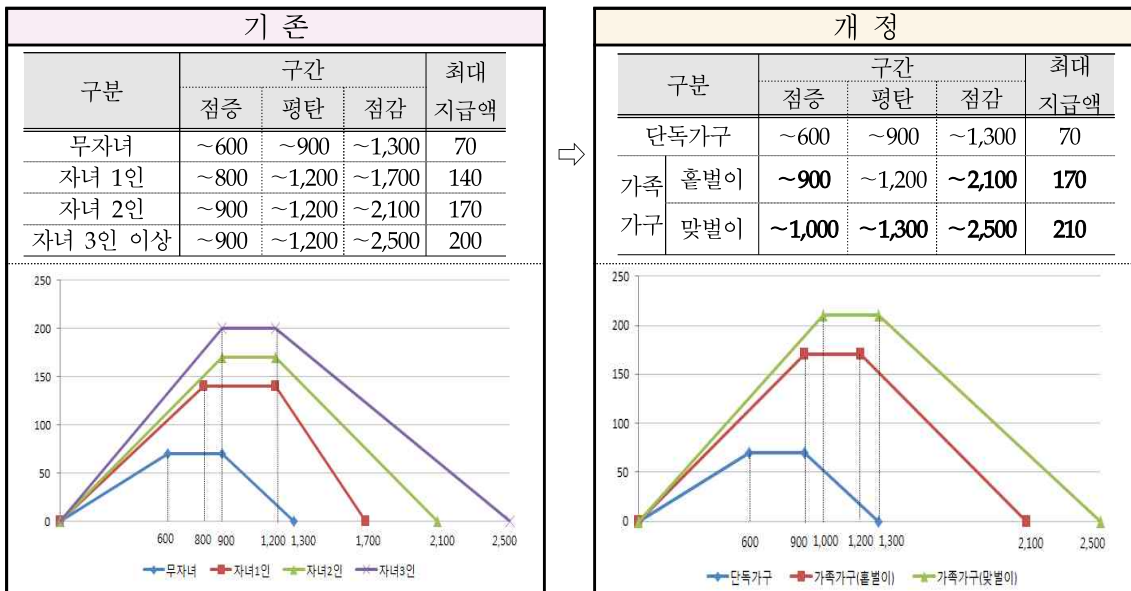 기 존
구분 구간 최대 지급액
점증 평탄 점감
무자녀 ~600 ~900 ~1,300 70
자녀 1인 ~800 ~1,200 ~1,700 140
자녀 2인 ~900 ~1,200 ~2,100 170
자녀 3인 이상 ~900 ~1,200 ~2,500 200
250
200
150
100
50
0
600 800 900 1,200 1,300 1,700 2,100 2,500
무자녀 자녀1인 자녀2인 자녀3인
⇨
개 정
구분 구간 최대 지급액
점증 평탄 점감
단독가구 ~600 ~900 ~1,300 70
가족 가구 홑벌이 ~900 ~1,200 ~2,100 170
맞벌이 ~1,000 ~1,300 ~2,500 210
250
200
150
100
50
0
600 900 1,000 1,200 1,300 2,100 2,500
단독가구 가족가구(홑벌이) 가족가구(맞벌이)